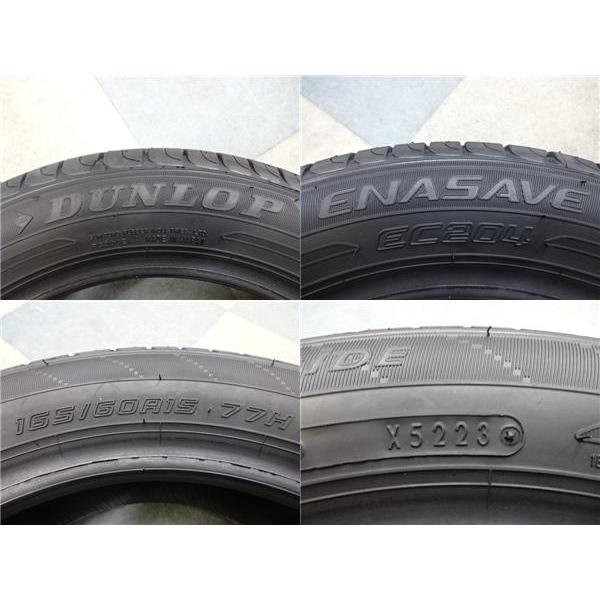 DUNLOP
MADE IN JAPAN
ENASAVE
EC204
165/60R15 77H
IDE
X5223